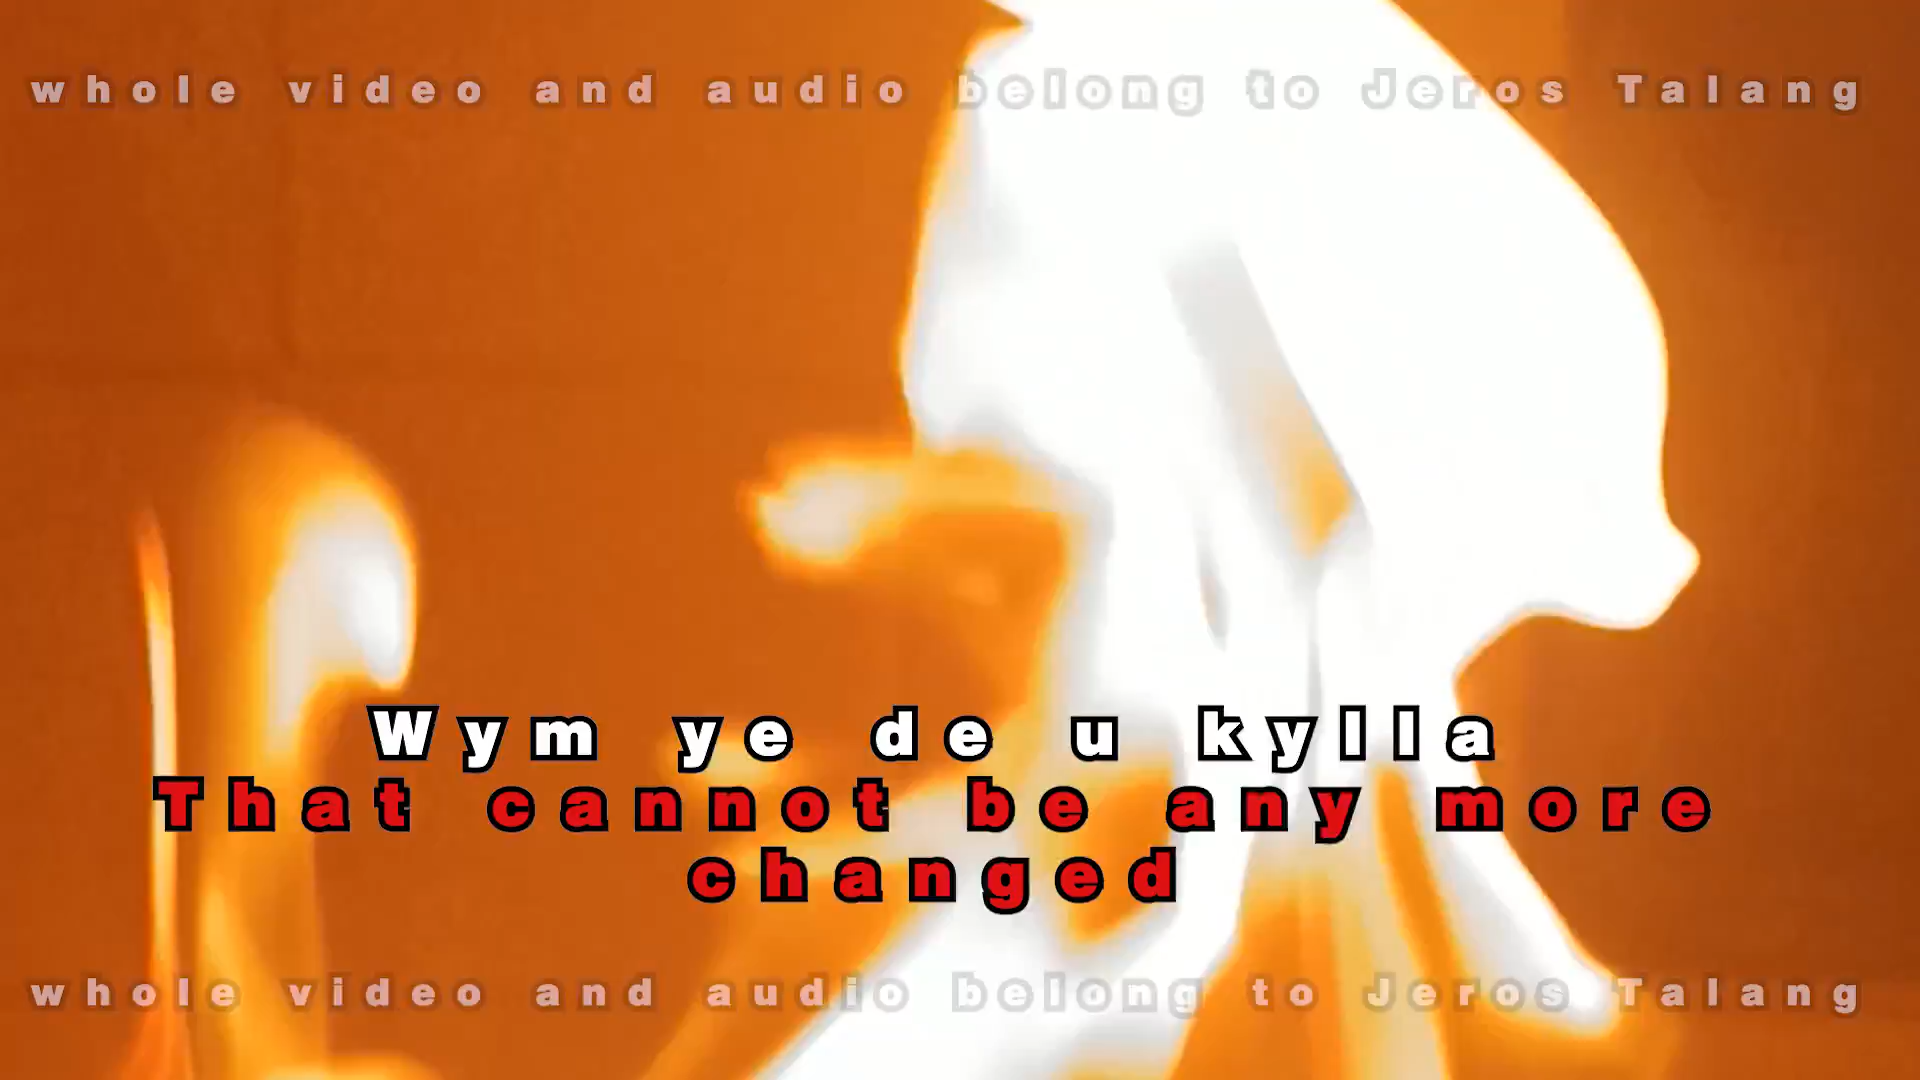 whole video and audio belong to Jeros Talang
Wym ye de u kylla
That cannot be any more
changed
whole video and audio belong to Jeros Talang